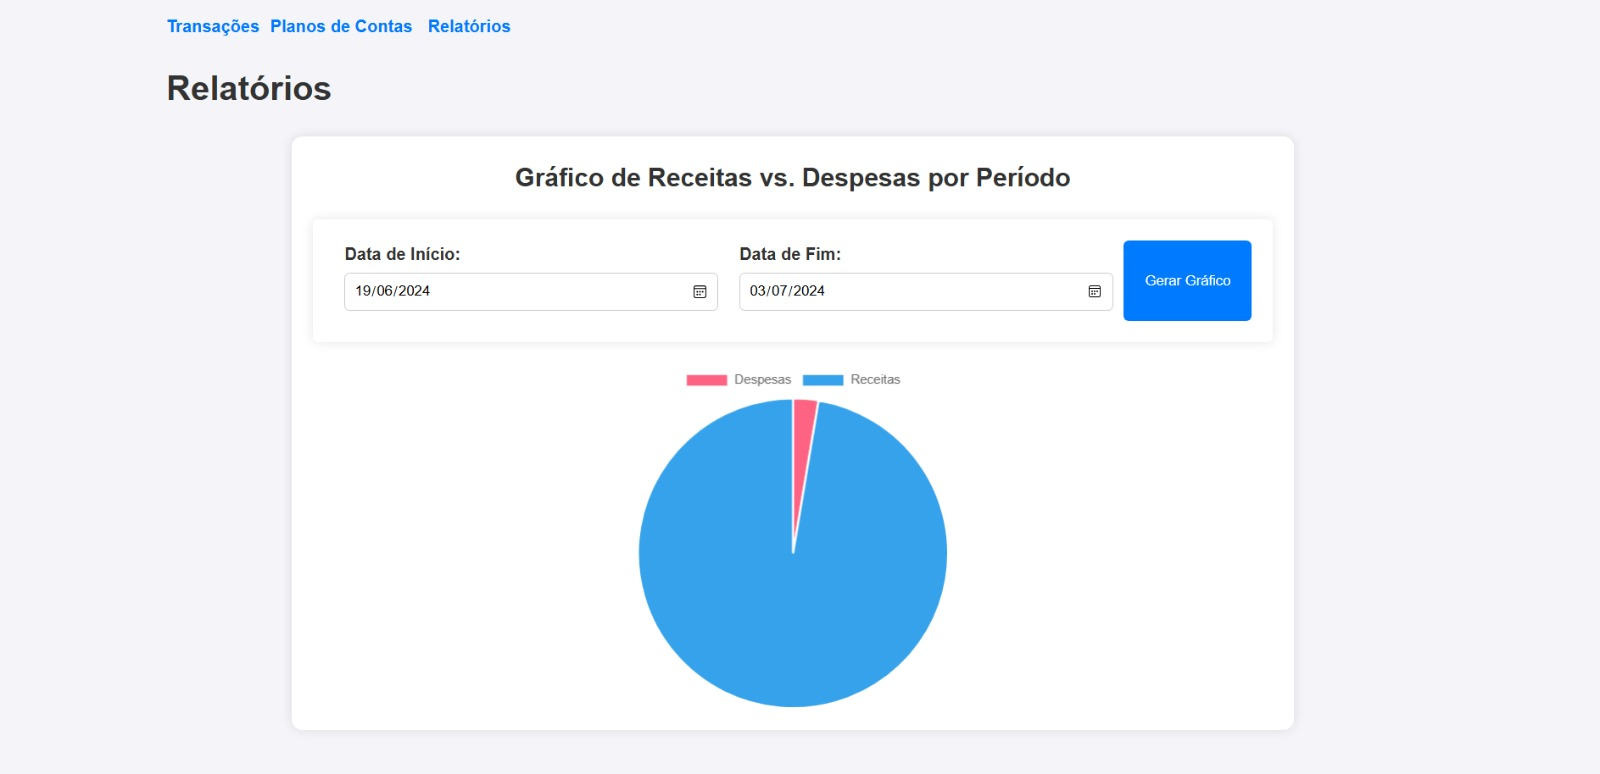 Transações Planos de Contas Relatórios
Relatórios
Gráfico de Receitas vs. Despesas por Período
Data de Início: Data de Fim:
19/06/2024 03/07/2024 Gerar Gráfico
Despesas Receitas